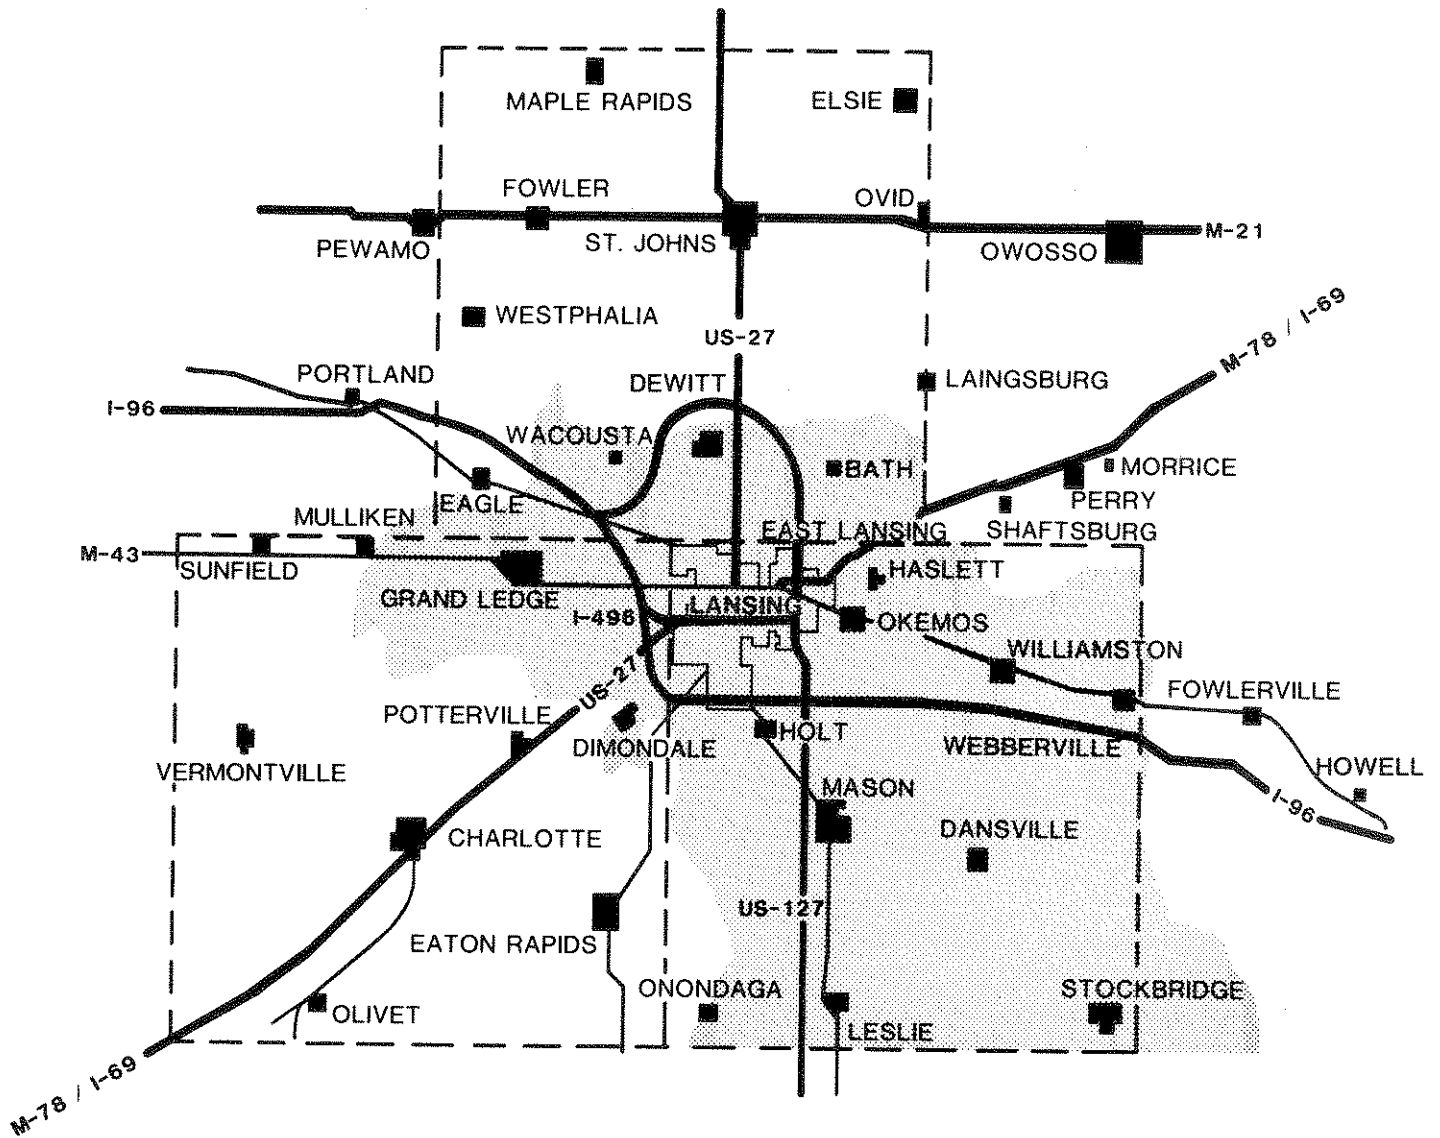 MAPLE RAPIDS
ELSIE
FOWLER
OVID
PEWAMO
ST. JOHNS
OWOSSO
M-21
WESTPHALIA
US-27
M-78 / I-69
PORTLAND
DEWITT
LAINGSBURG
I-96
WACOUSTA
BATH
MORRICE
EAGLE
PERRY
MULLIKEN
EAST LANSING
SHAFTSBURG
M-43
SUNFIELD
HASLETT
GRAND LEDGE
LANSING
I-496
OKEMOS
WILLIAMSTON
US-27
FOWLERVILLE
POTTERVILLE
DIMONDALE
HOLT
WEBBERVILLE
VERMONTVILLE
HOWELL
MASON
I-96
CHARLOTTE
DANSVILLE
US-127
EATON RAPIDS
ONONDAGA
STOCKBRIDGE
OLIVET
LESLIE
M-78 / I-69